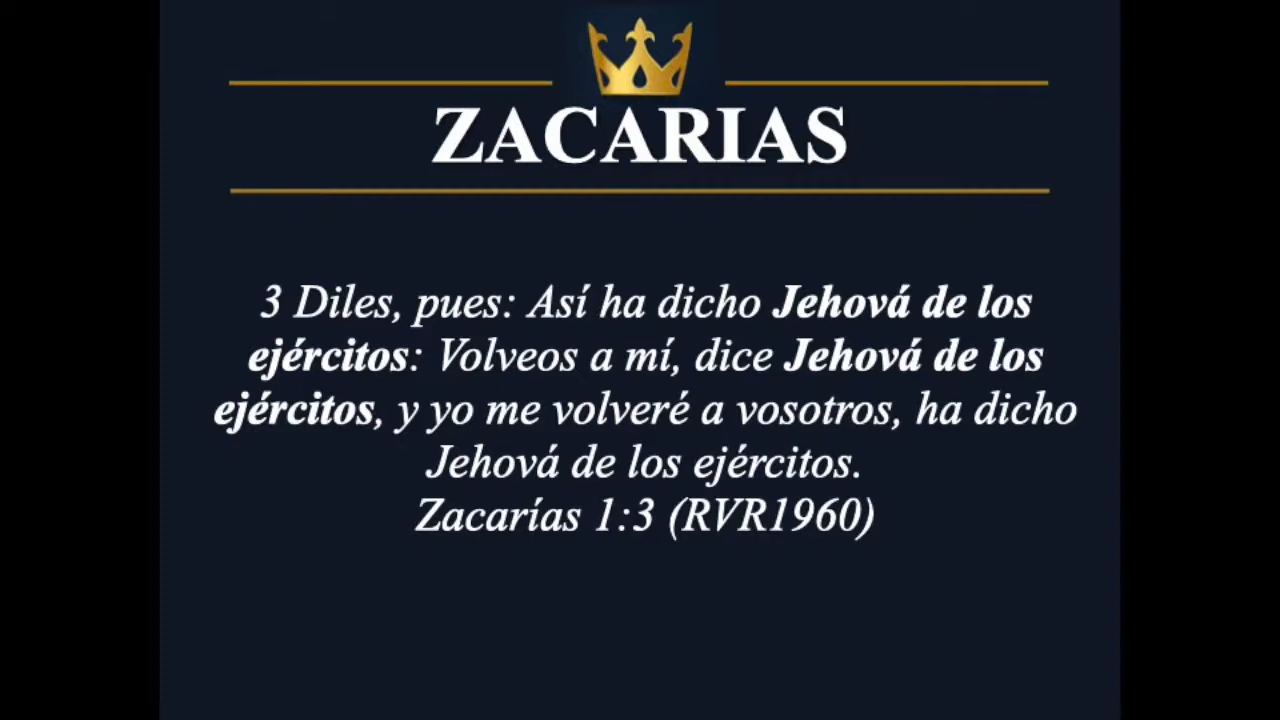 ZACARIAS
3 Diles, pues: Así ha dicho Jehová de los
ejércitos: Volveos a mí, dice Jehová de los
ejércitos, y yo me volveré a vosotros, ha dicho
Jehová de los ejércitos.
Zacarías 1:3 (RVR1960)